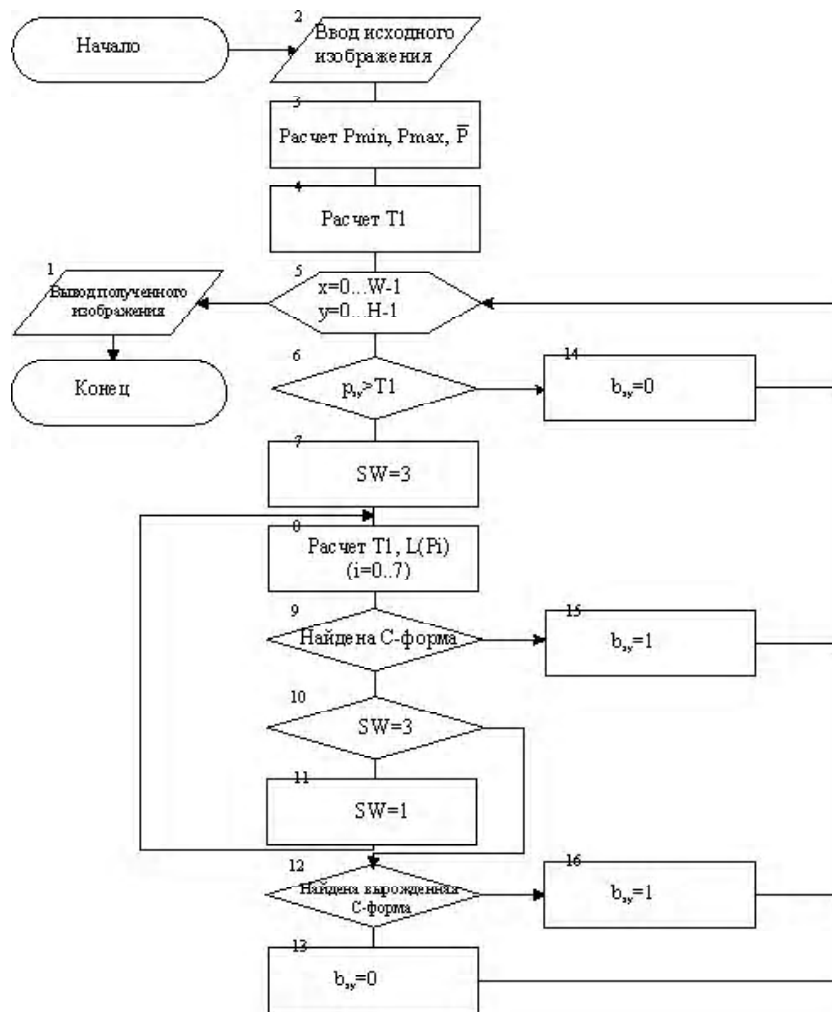 Начало
2
Ввод исходного
изображения
3
Расчет Pmin, Pmax, P̅
4
Расчет T1
5
x=0...W-1
y=0...H-1
1
Вывод полученного
изображения
Конец
6
pxy>T1
14
bxy=0
7
SW=3
8
Расчет T1, L(Pi)
(i=0..7)
9
Найдена С-форма
15
bxy=1
10
SW=3
11
SW=1
12
Найдена вырожденная
С-форма
16
bxy=1
13
bxy=0